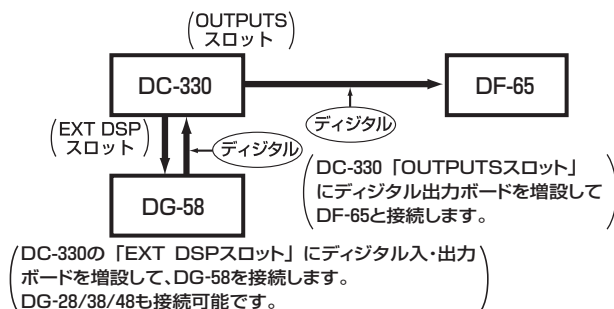 (OUTPUTS
スロット)
DC-330
DF-65
(EXT DSP
スロット)
ディジタル
ディジタル
DG-58
(DC-330「OUTPUTSスロット」
にディジタル出力ボードを増設して
DF-65と接続します。)
(DC-330の「EXT DSPスロット」にディジタル入・出力
ボードを増設して、DG-58を接続します。
DG-28/38/48も接続可能です。)